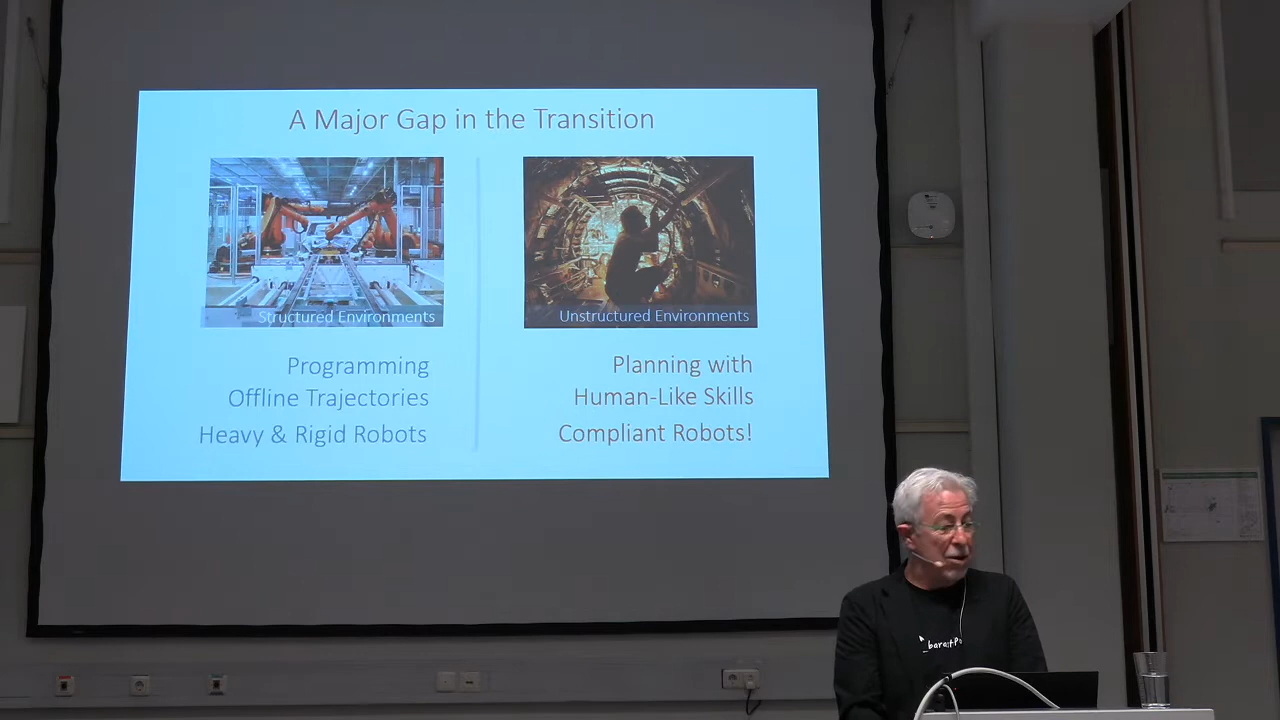 A Major Gap in the Transition
Structured Environments
Programming
Offline Trajectories
Heavy & Rigid Robots
Unstructured Environments
Planning with
Human-Like Skills
Compliant Robots!